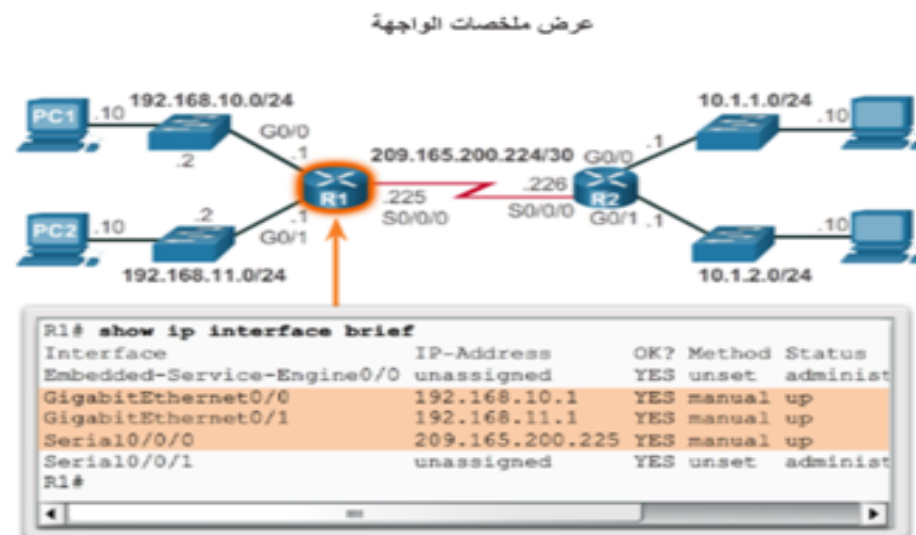 عرض ملخصات الواجهة
192.168.10.0/24
10.1.1.0/24
PC1
.10
G0/0
.2
.1
209.165.200.224/30
G0/0
.1
.10
R1
.225
S0/0/0
.226
S0/0/0
R2
G0/1
.1
PC2
.10
.2
.1
G0/1
.10
192.168.11.0/24
10.1.2.0/24
R1# show ip interface brief
Interface IP-Address OK? Method Status
Embedded-Service-Engine0/0 unassigned YES unset administ
GigabitEthernet0/0 192.168.10.1 YES manual up
GigabitEthernet0/1 192.168.11.1 YES manual up
Serial0/0/0 209.165.200.225 YES manual up
Serial0/0/1 unassigned YES unset administ
R1#